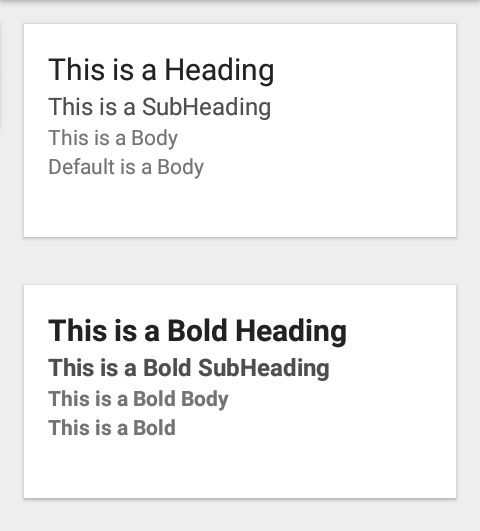 This is a Heading
This is a SubHeading
This is a Body
Default is a Body
This is a Bold Heading
This is a Bold SubHeading
This is a Bold Body
This is a Bold